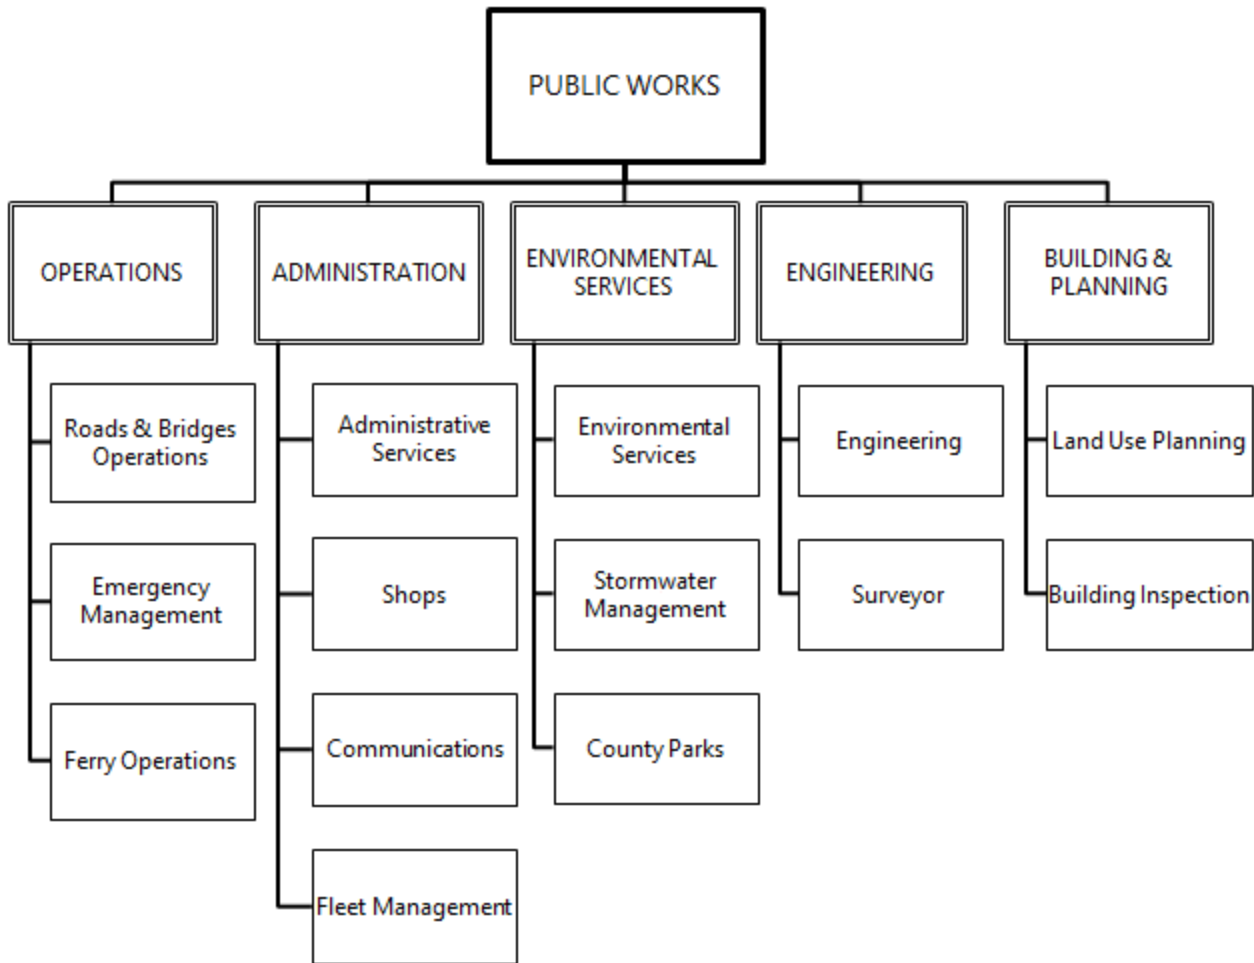 PUBLIC WORKS
OPERATIONS
ADMINISTRATION
ENVIRONMENTAL
SERVICES
ENGINEERING
BUILDING &
PLANNING
Roads & Bridges
Operations
Emergency
Management
Ferry Operations
Administrative
Services
Shops
Communications
Fleet Management
Environmental
Services
Stormwater
Management
County Parks
Engineering
Surveyor
Land Use Planning
Building Inspection